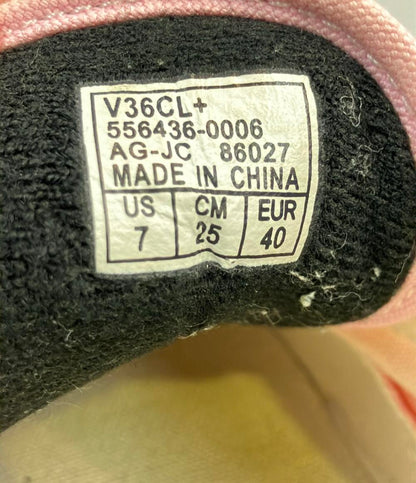 V36CL+
556436-0006
AG-JC 86027
MADE IN CHINA
US CM EUR
7 25 40